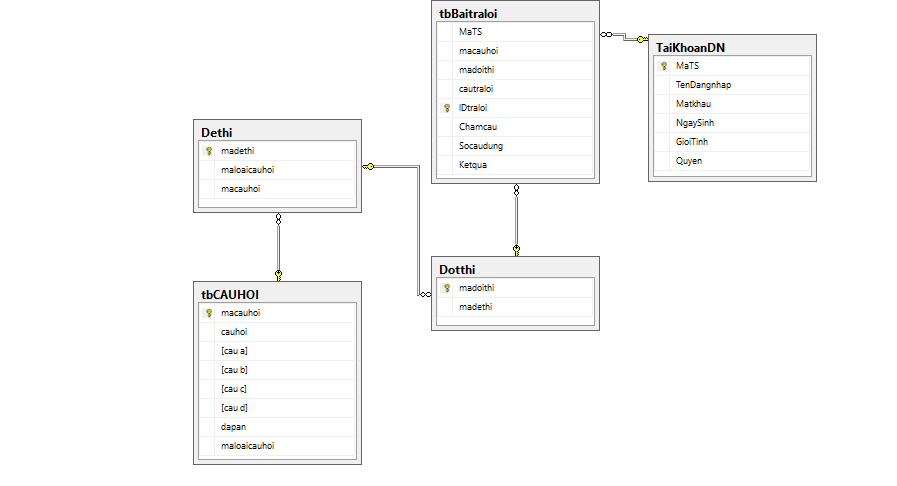 tbBaitraloi
MaTS
macauhoi
madoithi
cautraloi
IDtraloi
Chamcau
Socaudung
Ketqua
TaiKhoanDN
MaTS
TenDangnhap
Matkhau
NgaySinh
GioiTinh
Quyen
Dethi
madethi
maloaicauhoi
macauhoi
Dotthi
madoithi
madethi
tbCAUHOI
macauhoi
cauhoi
[cau a]
[cau b]
[cau c]
[cau d]
dapan
maloaicauhoi